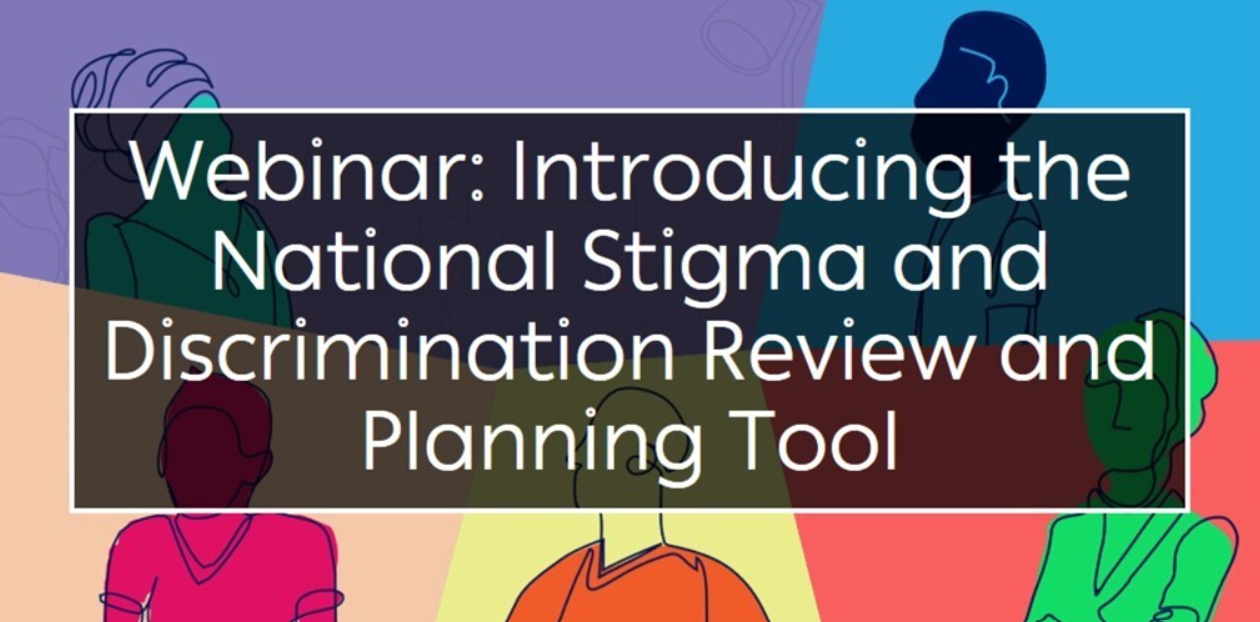 Webinar: Introducing the
National Stigma and
Discrimination Review and
Planning Tool